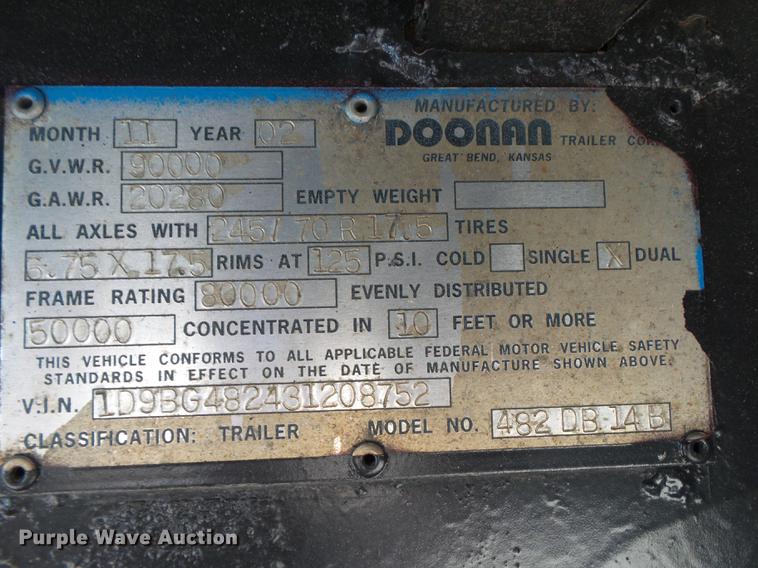 MANUFACTURED BY:
MONTH 11 YEAR 02 DOONAN TRAILER COR
GREAT BEND, KANSAS
G.V.W.R. 90000
G.A.W.R. 20280 EMPTY WEIGHT
ALL AXLES WITH 245/ 70 R 17.5 TIRES
6.75 X 17.5 RIMS AT 125 P.S.I. COLD SINGLE X DUAL
FRAME RATING 80000 EVENLY DISTRIBUTED
50000 CONCENTRATED IN 10 FEET OR MORE
THIS VEHICLE CONFORMS TO ALL APPLICABLE FEDERAL MOTOR VEHICLE SAFETY
STANDARDS IN EFFECT ON THE DATE OF MANUFACTURE SHOWN ABOVE.
V.I.N. 1D9BG482431208752
CLASSIFICATION: TRAILER MODEL NO. 482 DB 14 B
Purple Wave Auction